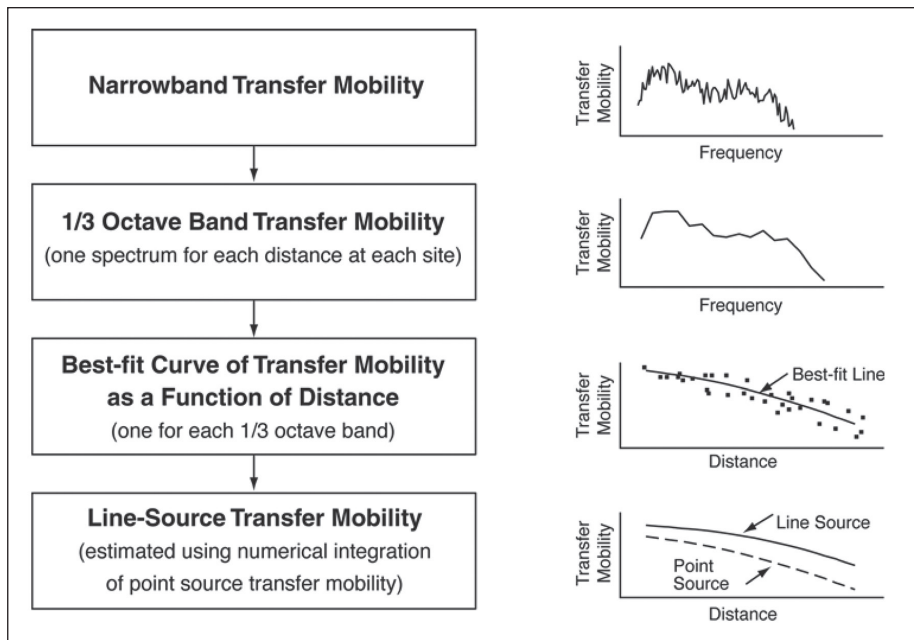 Narrowband Transfer Mobility
Transfer
Mobility
Frequency
1/3 Octave Band Transfer Mobility
(one spectrum for each distance at each site)
Transfer
Mobility
Frequency
Best-fit Curve of Transfer Mobility
as a Function of Distance
(one for each 1/3 octave band)
Transfer
Mobility
Best-fit Line
Distance
Line-Source Transfer Mobility
(estimated using numerical integration
of point source transfer mobility)
Transfer
Mobility
Line Source
Point
Source
Distance